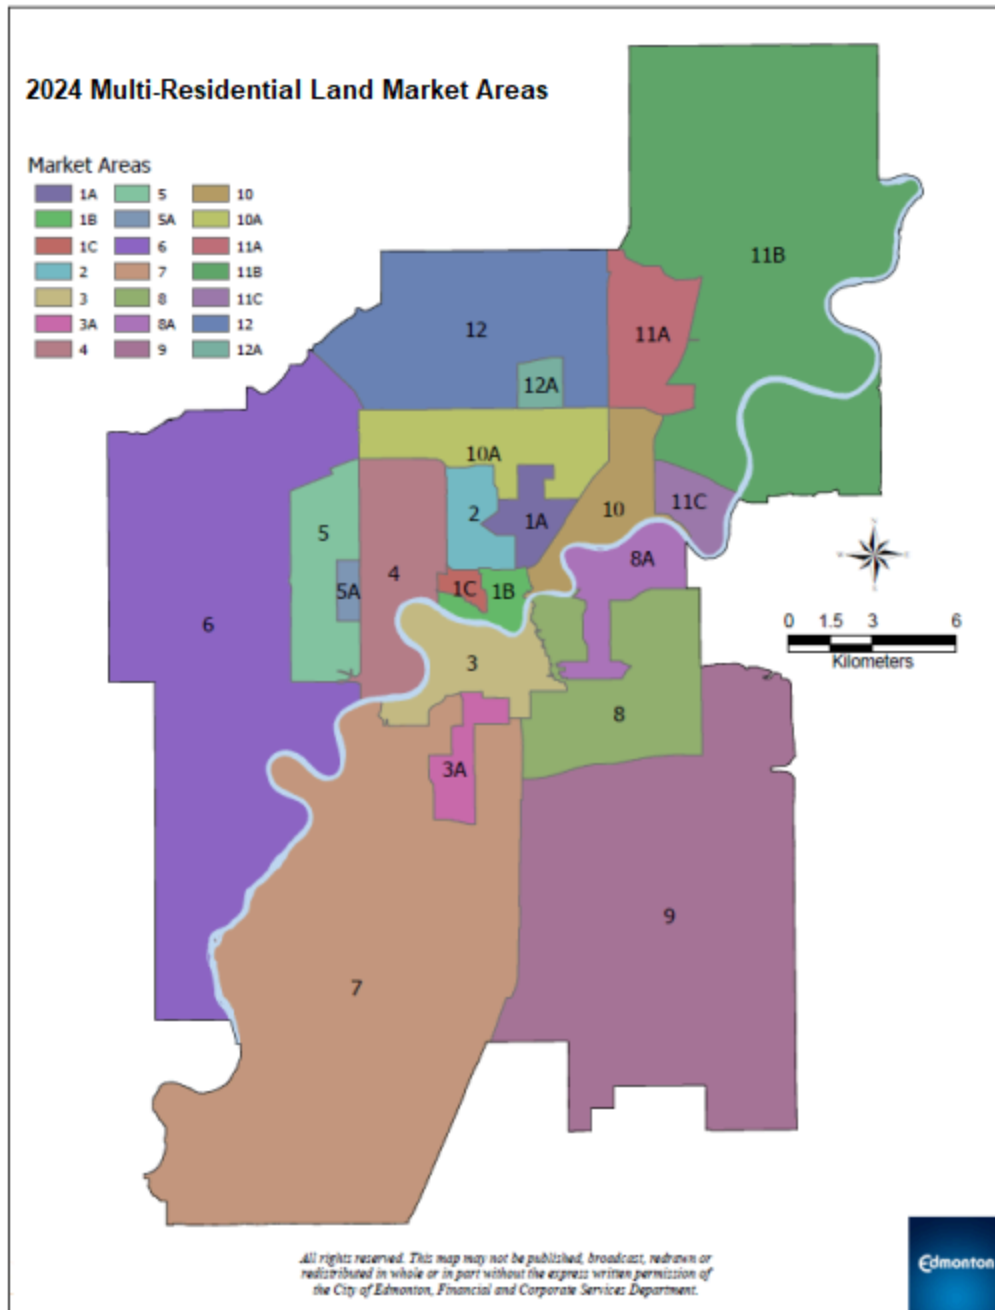 2024 Multi-Residential Land Market Areas
Market Areas
1A 5 10
1B 5A 10A
1C 6 11A
2 7 11B
3 8 11C
3A 8A 12
4 9 12A
11B
12
11A
12A
10A
2
1A
10
11C
5
8A
5A
4
1C
1B
6
3
8
3A
9
7
0 1.5 3 6
Kilometers
All rights reserved. This map may not be published, broadcast, redrawn or
redistributed in whole or in part without the express written permission of
the City of Edmonton, Financial and Corporate Services Department.
Edmonton